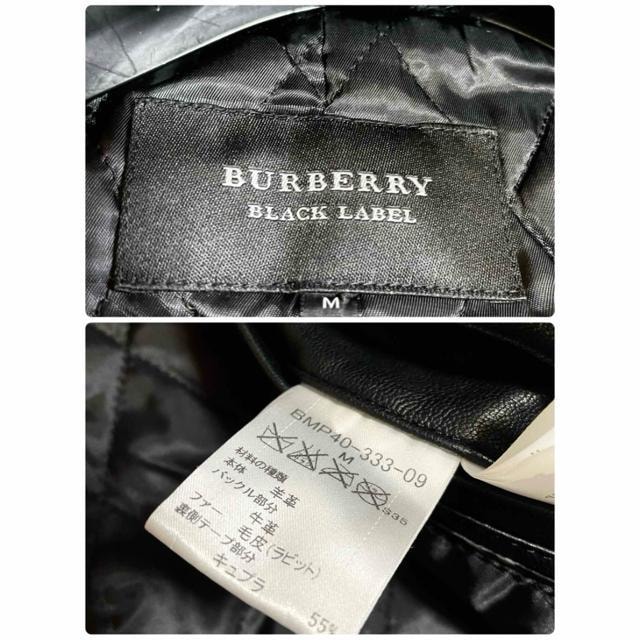 BURBERRY
BLACK LABEL
M
BMP40-333-09
M
335
材料の種類
本体 羊革
バックル部分
牛革
ファー 毛皮(ラビット)
裏側テープ部分
キュプラ
55%